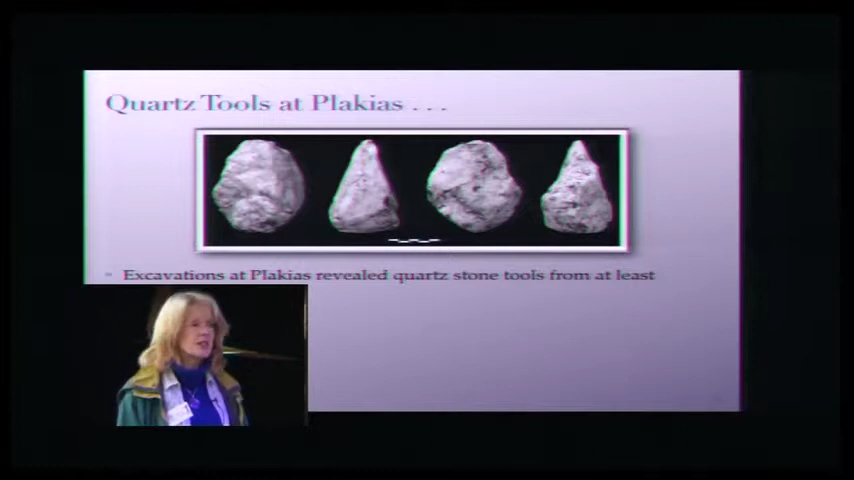 Quartz Tools at Plakias . . .
Excavations at Plakias revealed quartz stone tools from at least